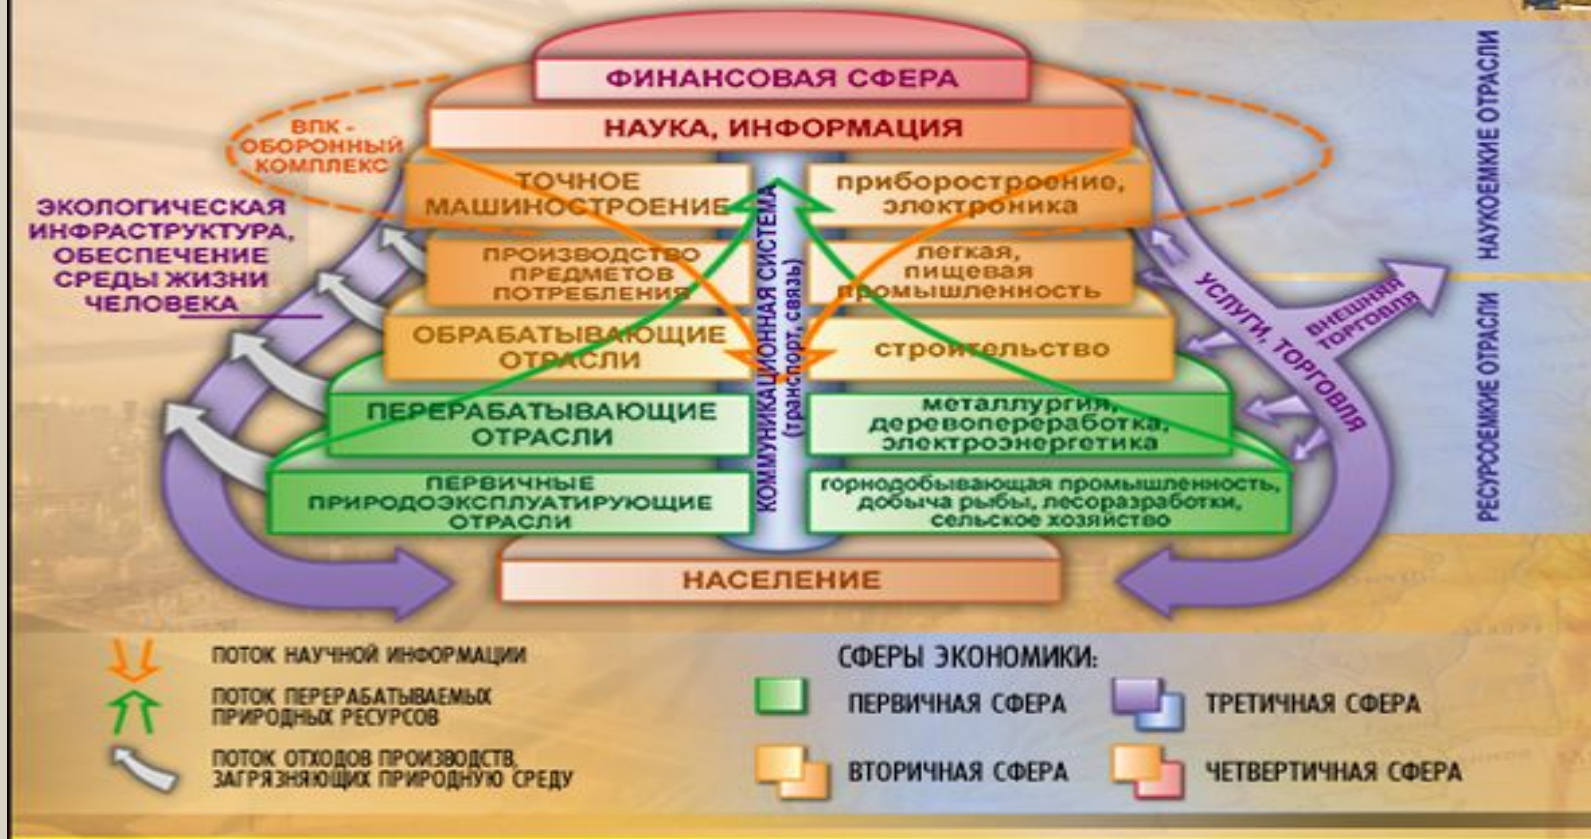 ФИНАНСОВАЯ СФЕРА
НАУКА, ИНФОРМАЦИЯ
ВПК -
ОБОРОННЫЙ
КОМПЛЕКС
ТОЧНОЕ
МАШИНОСТРОЕНИЕ
приборостроение,
электроника
ЭКОЛОГИЧЕСКАЯ
ИНФРАСТРУКТУРА,
ОБЕСПЕЧЕНИЕ
СРЕДЫ ЖИЗНИ
ЧЕЛОВЕКА
ПРОИЗВОДСТВО
ПРЕДМЕТОВ
ПОТРЕБЛЕНИЯ
легкая,
пищевая
промышленность
ОБРАБАТЫВАЮЩИЕ
ОТРАСЛИ
строительство
ПЕРЕРАБАТЫВАЮЩИЕ
ОТРАСЛИ
металлургия,
деревопереработка,
электроэнергетика
ПЕРВИЧНЫЕ
ПРИРОДОЭКСПЛУАТИРУЮЩИЕ
ОТРАСЛИ
горнодобывающая промышленность,
добыча рыбы, лесоразработки,
сельское хозяйство
КОММУНИКАЦИОННАЯ СИСТЕМА
(транспорт, связь)
УСЛУГИ, ТОРГОВЛЯ
ВНЕШНЯЯ
ТОРГОВЛЯ
НАУКОЕМКИЕ ОТРАСЛИ
РЕСУРСОЕМКИЕ ОТРАСЛИ
НАСЕЛЕНИЕ
ПОТОК НАУЧНОЙ ИНФОРМАЦИИ
ПОТОК ПЕРЕРАБАТЫВАЕМЫХ
ПРИРОДНЫХ РЕСУРСОВ
ПОТОК ОТХОДОВ ПРОИЗВОДСТВ,
ЗАГРЯЗНЯЮЩИХ ПРИРОДНУЮ СРЕДУ
СФЕРЫ ЭКОНОМИКИ:
ПЕРВИЧНАЯ СФЕРА
ТРЕТИЧНАЯ СФЕРА
ВТОРИЧНАЯ СФЕРА
ЧЕТВЕРТИЧНАЯ СФЕРА